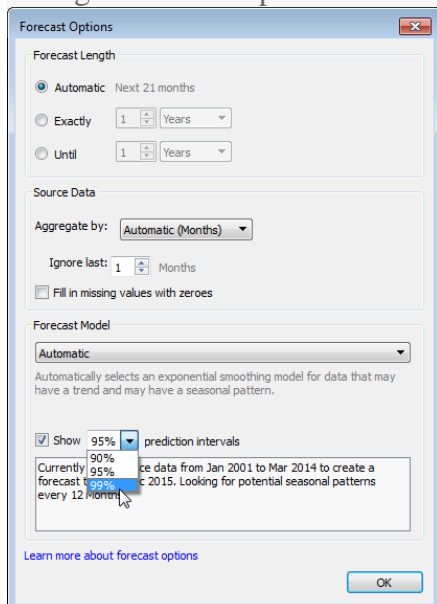 Forecast Options
Forecast Length
Automatic Next 21 months
Exactly 1 Years
Until 1 Years
Source Data
Aggregate by: Automatic (Months)
Ignore last: 1 Months
Fill in missing values with zeroes
Forecast Model
Automatic
Automatically selects an exponential smoothing model for data that may
have a trend and may have a seasonal pattern.
Show 95% prediction intervals
90%
95%
99%
Currently ce data from Jan 2001 to Mar 2014 to create a
forecast c 2015. Looking for potential seasonal patterns
every 12 Months
Learn more about forecast options
OK